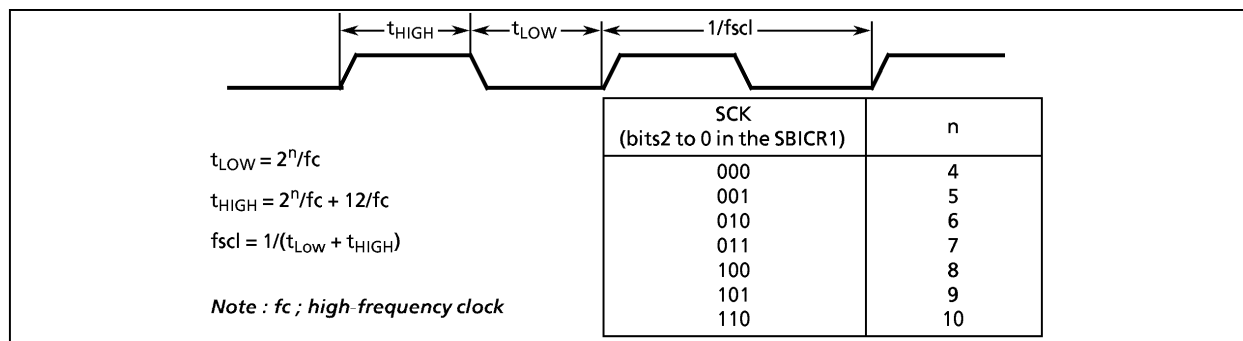 tHIGH tLOW 1/fscl
SCK n
(bits2 to 0 in the SBICR1)
tLOW = 2ⁿ/fc
tHIGH = 2ⁿ/fc + 12/fc
fscl = 1/(tLow + tHIGH)
Note : fc ; high-frequency clock
000 4
001 5
010 6
011 7
100 8
101 9
110 10